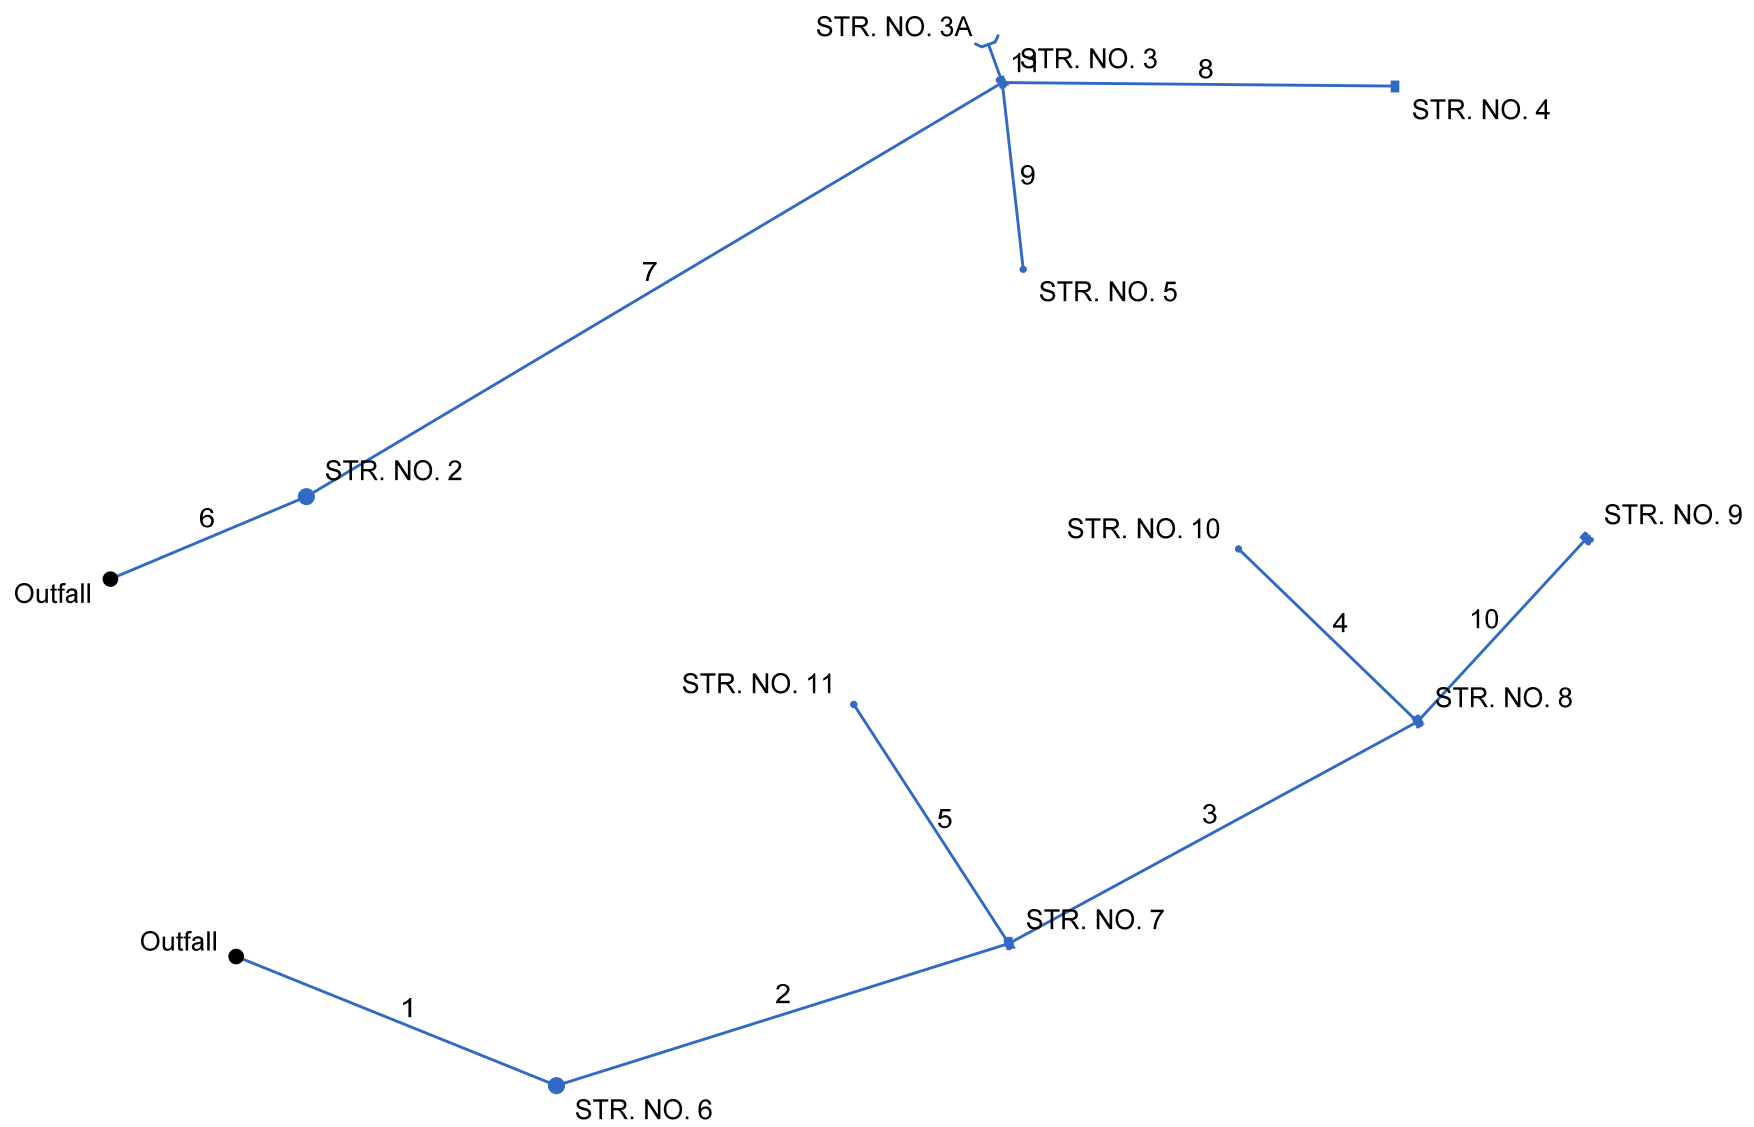 STR. NO. 3A
11
STR. NO. 3
8
STR. NO. 4
9
7
STR. NO. 5
STR. NO. 2
6
Outfall
STR. NO. 10
STR. NO. 9
4
10
STR. NO. 11
STR. NO. 8
5
3
STR. NO. 7
Outfall
2
1
STR. NO. 6